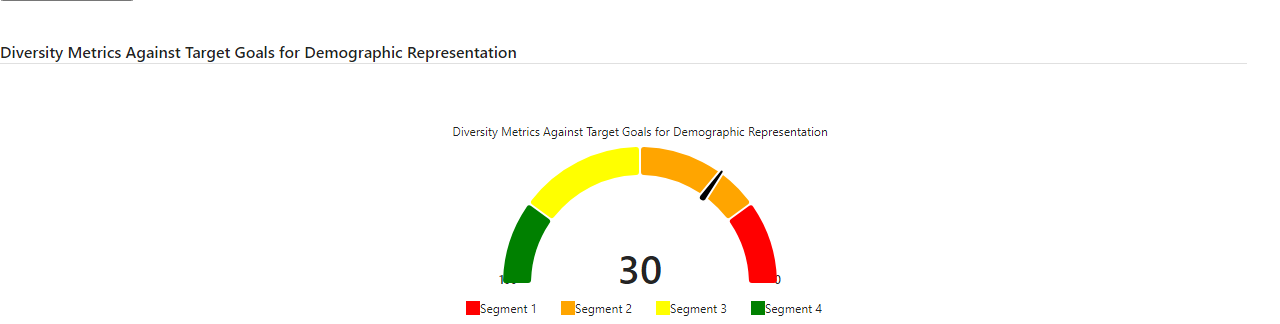 Diversity Metrics Against Target Goals for Demographic Representation
Diversity Metrics Against Target Goals for Demographic Representation
30
0
Segment 1 Segment 2 Segment 3 Segment 4